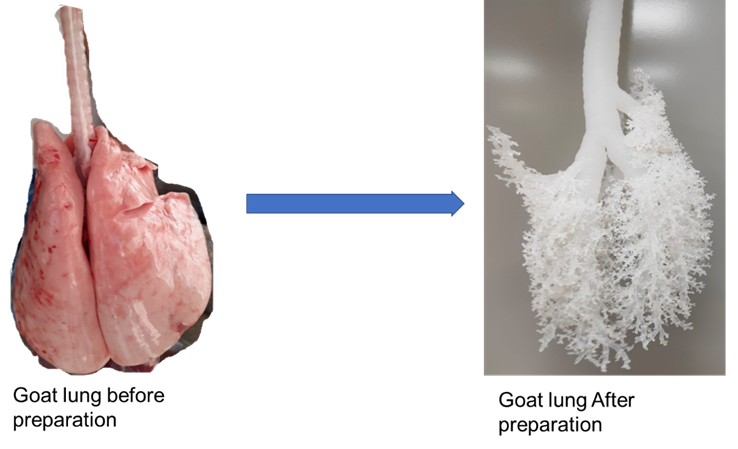 Goat lung before
preparation
Goat lung After
preparation